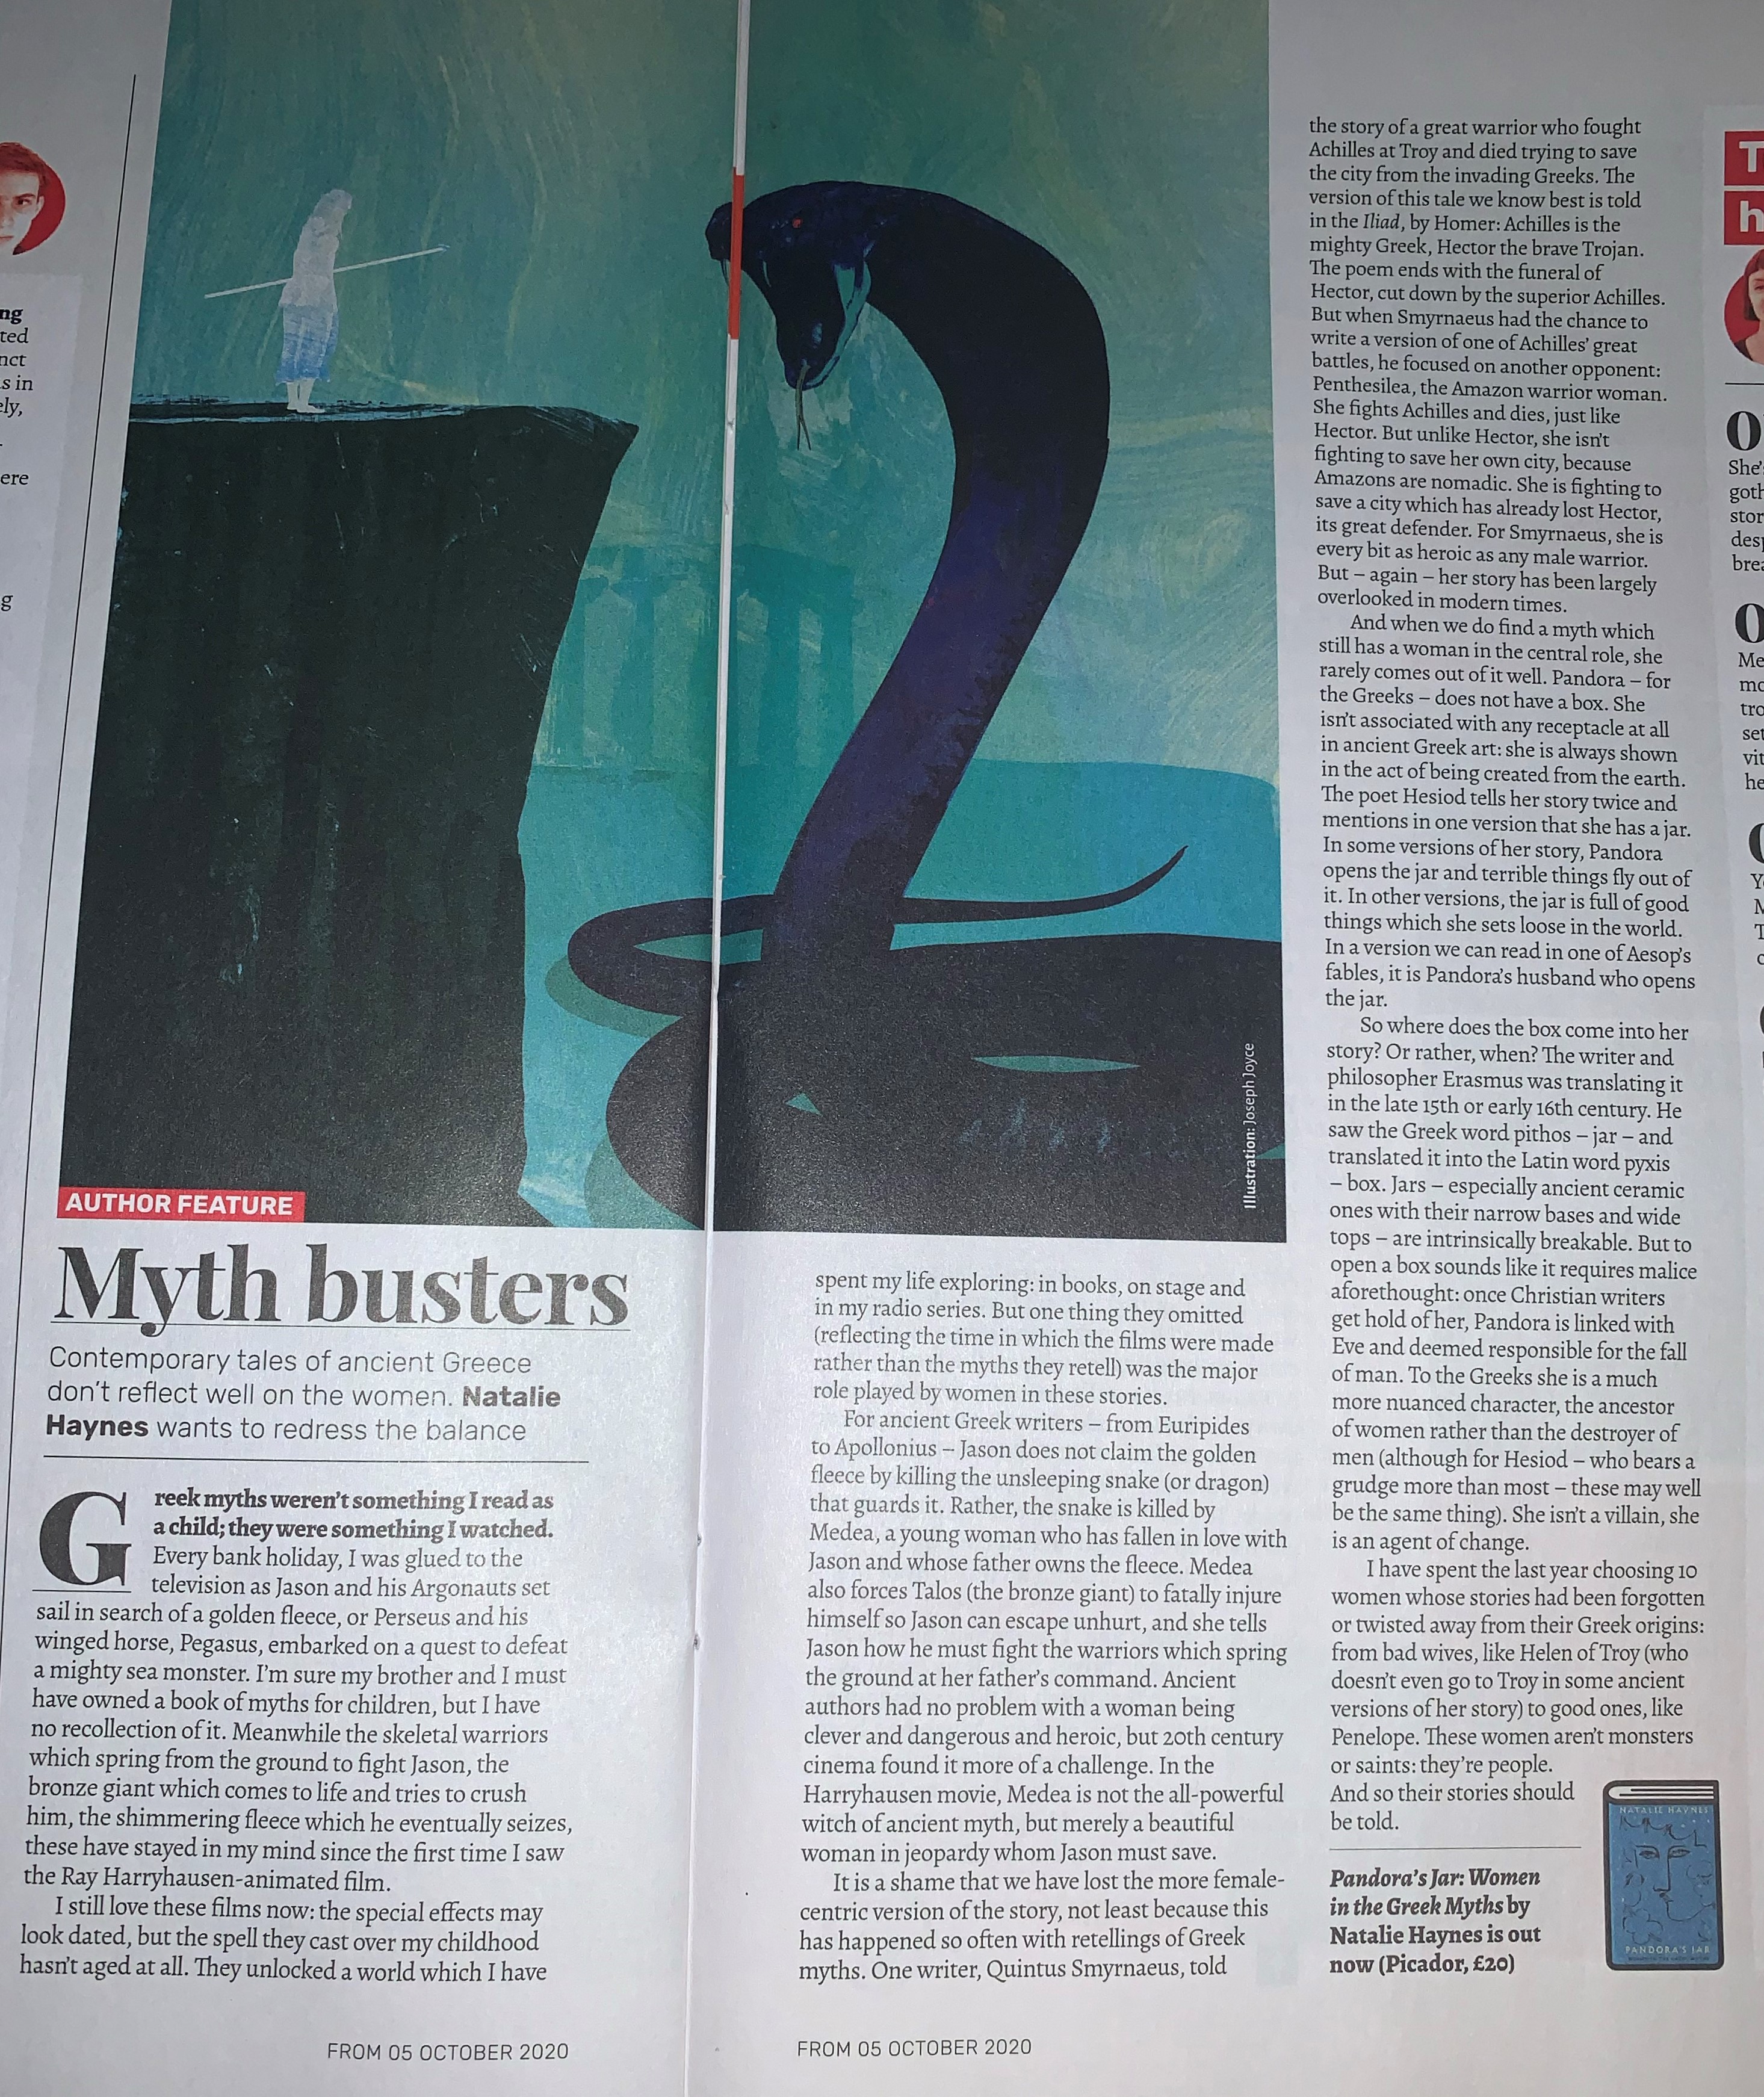 ng
ted
nct
s in
ely,
ere
g
Illustration: Joseph Joyce
AUTHOR FEATURE
Myth busters
Contemporary tales of ancient Greece
don't reflect well on the women. Natalie
Haynes wants to redress the balance
Greek myths weren't something I read as
a child; they were something I watched.
Every bank holiday, I was glued to the
television as Jason and his Argonauts set
sail in search of a golden fleece, or Perseus and his
winged horse, Pegasus, embarked on a quest to defeat
a mighty sea monster. I'm sure my brother and I must
have owned a book of myths for children, but I have
no recollection of it. Meanwhile the skeletal warriors
which spring from the ground to fight Jason, the
bronze giant which comes to life and tries to crush
him, the shimmering fleece which he eventually seizes,
these have stayed in my mind since the first time I saw
the Ray Harryhausen-animated film.
I still love these films now: the special effects may
look dated, but the spell they cast over my childhood
hasn't aged at all. They unlocked a world which I have
spent my life exploring: in books, on stage and
in my radio series. But one thing they omitted
(reflecting the time in which the films were made
rather than the myths they retell) was the major
role played by women in these stories.
For ancient Greek writers – from Euripides
to Apollonius – Jason does not claim the golden
fleece by killing the unsleeping snake (or dragon)
that guards it. Rather, the snake is killed by
Medea, a young woman who has fallen in love with
Jason and whose father owns the fleece. Medea
also forces Talos (the bronze giant) to fatally injure
himself so Jason can escape unhurt, and she tells
Jason how he must fight the warriors which spring
the ground at her father's command. Ancient
authors had no problem with a woman being
clever and dangerous and heroic, but 20th century
cinema found it more of a challenge. In the
Harryhausen movie, Medea is not the all-powerful
witch of ancient myth, but merely a beautiful
woman in jeopardy whom Jason must save.
It is a shame that we have lost the more female-
centric version of the story, not least because this
has happened so often with retellings of Greek
myths. One writer, Quintus Smyrnaeus, told
the story of a great warrior who fought
Achilles at Troy and died trying to save
the city from the invading Greeks. The
version of this tale we know best is told
in the Iliad, by Homer: Achilles is the
mighty Greek, Hector the brave Trojan.
The poem ends with the funeral of
Hector, cut down by the superior Achilles.
But when Smyrnaeus had the chance to
write a version of one of Achilles' great
battles, he focused on another opponent:
Penthesilea, the Amazon warrior woman.
She fights Achilles and dies, just like
Hector. But unlike Hector, she isn't
fighting to save her own city, because
Amazons are nomadic. She is fighting to
save a city which has already lost Hector,
its great defender. For Smyrnaeus, she is
every bit as heroic as any male warrior.
But – again – her story has been largely
overlooked in modern times.
And when we do find a myth which
still has a woman in the central role, she
rarely comes out of it well. Pandora – for
the Greeks – does not have a box. She
isn't associated with any receptacle at all
in ancient Greek art: she is always shown
in the act of being created from the earth.
The poet Hesiod tells her story twice and
mentions in one version that she has a jar.
In some versions of her story, Pandora
opens the jar and terrible things fly out of
it. In other versions, the jar is full of good
things which she sets loose in the world.
In a version we can read in one of Aesop's
fables, it is Pandora's husband who opens
the jar.
So where does the box come into her
story? Or rather, when? The writer and
philosopher Erasmus was translating it
in the late 15th or early 16th century. He
saw the Greek word pithos – jar – and
translated it into the Latin word pyxis
– box. Jars – especially ancient ceramic
ones with their narrow bases and wide
tops – are intrinsically breakable. But to
open a box sounds like it requires malice
aforethought: once Christian writers
get hold of her, Pandora is linked with
Eve and deemed responsible for the fall
of man. To the Greeks she is a much
more nuanced character, the ancestor
of women rather than the destroyer of
men (although for Hesiod – who bears a
grudge more than most – these may well
be the same thing). She isn't a villain, she
is an agent of change.
I have spent the last year choosing 10
women whose stories had been forgotten
or twisted away from their Greek origins:
from bad wives, like Helen of Troy (who
doesn't even go to Troy in some ancient
versions of her story) to good ones, like
Penelope. These women aren't monsters
or saints: they're people.
And so their stories should
be told.
Pandora's Jar: Women
in the Greek Myths by
Natalie Haynes is out
now (Picador, £20)
NATALIE HAYNES
PANDORA'S JAR
FROM 05 OCTOBER 2020
FROM 05 OCTOBER 2020
T
h
She's
goth
stor
desp
brea
Me
mo
tro
set
vit
he